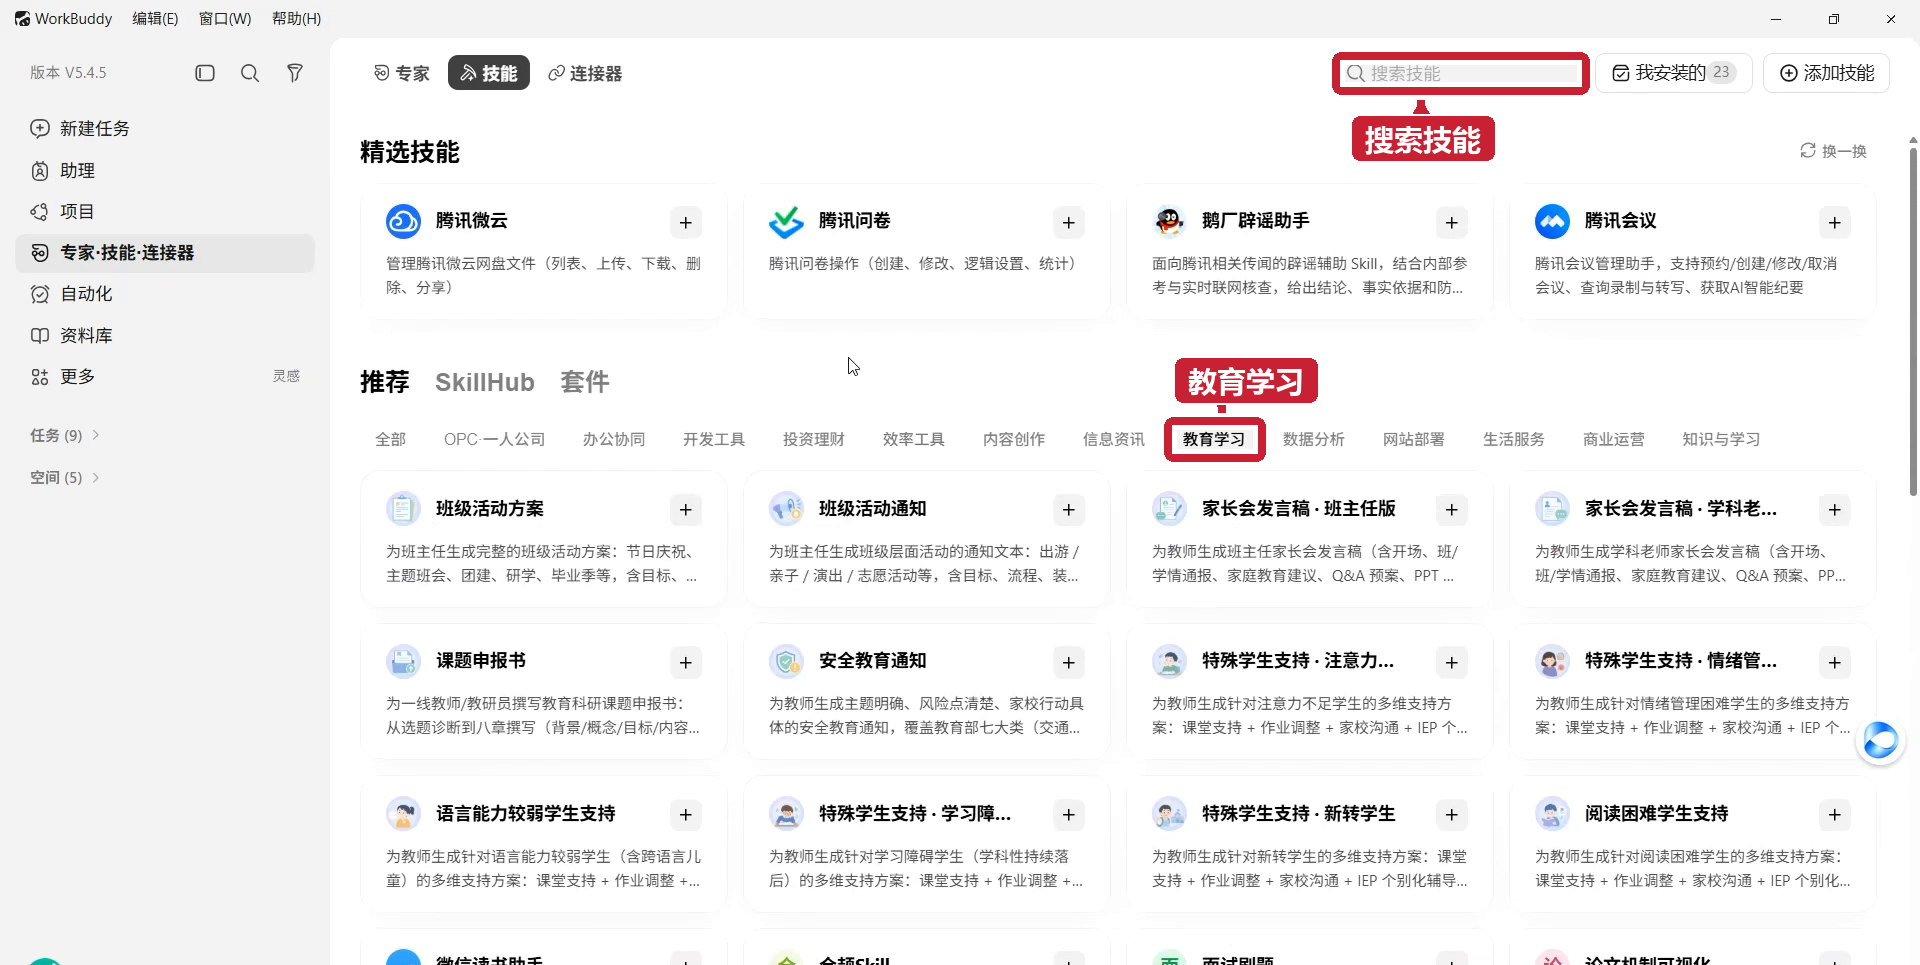 WorkBuddy 编辑(E) 窗口(W) 帮助(H)
版本 V5.4.5
新建任务
助理
项目
专家·技能·连接器
自动化
资料库
更多 灵感
任务 (9)
空间 (5)
专家 技能 连接器
搜索技能
我安装的 23
添加技能
搜索技能
精选技能
换一换
腾讯微云
管理腾讯微云网盘文件（列表、上传、下载、删
除、分享）
腾讯问卷
腾讯问卷操作（创建、修改、逻辑设置、统计）
鹅厂辟谣助手
面向腾讯相关传闻的辟谣辅助 Skill，结合内部参
考与实时联网核查，给出结论、事实依据和防...
腾讯会议
腾讯会议管理助手，支持预约/创建/修改/取消
会议、查询录制与转写、获取AI智能纪要
推荐 SkillHub 套件
教育学习
全部 OPC·一人公司 办公协同 开发工具 投资理财 效率工具 内容创作 信息资讯 教育学习 数据分析 网站部署 生活服务 商业运营 知识与学习
班级活动方案
为班主任生成完整的班级活动方案：节日庆祝、
主题班会、团建、研学、毕业季等，含目标、...
班级活动通知
为班主任生成班级层面活动的通知文本：出游 /
亲子 / 演出 / 志愿活动等，含目标、流程、装...
家长会发言稿 · 班主任版
为教师生成班主任家长会发言稿（含开场、班/
学情通报、家庭教育建议、Q&A 预案、PPT ...
家长会发言稿 · 学科老...
为教师生成学科老师家长会发言稿（含开场、
班/学情通报、家庭教育建议、Q&A 预案、PP...
课题申报书
为一线教师/教研员撰写教育科研课题申报书：
从选题诊断到八章撰写（背景/概念/目标/内容...
安全教育通知
为教师生成主题明确、风险点清楚、家校行动具
体的安全教育通知，覆盖教育部七大类（交通...
特殊学生支持 · 注意力...
为教师生成针对注意力不足学生的多维支持方
案：课堂支持 + 作业调整 + 家校沟通 + IEP 个...
特殊学生支持 · 情绪管...
为教师生成针对情绪管理困难学生的多维支持方
案：课堂支持 + 作业调整 + 家校沟通 + IEP 个...
语言能力较弱学生支持
为教师生成针对语言能力较弱学生（含跨语言儿
童）的多维支持方案：课堂支持 + 作业调整 +...
特殊学生支持 · 学习障...
为教师生成针对学习障碍学生（学科性持续落
后）的多维支持方案：课堂支持 + 作业调整 +...
特殊学生支持 · 新转学生
为教师生成针对新转学生的多维支持方案：课堂
支持 + 作业调整 + 家校沟通 + IEP 个别化辅导...
阅读困难学生支持
为教师生成针对阅读困难学生的多维支持方案：
课堂支持 + 作业调整 + 家校沟通 + IEP 个别化...
微信读书助手
面试刷题
论文机制可视化